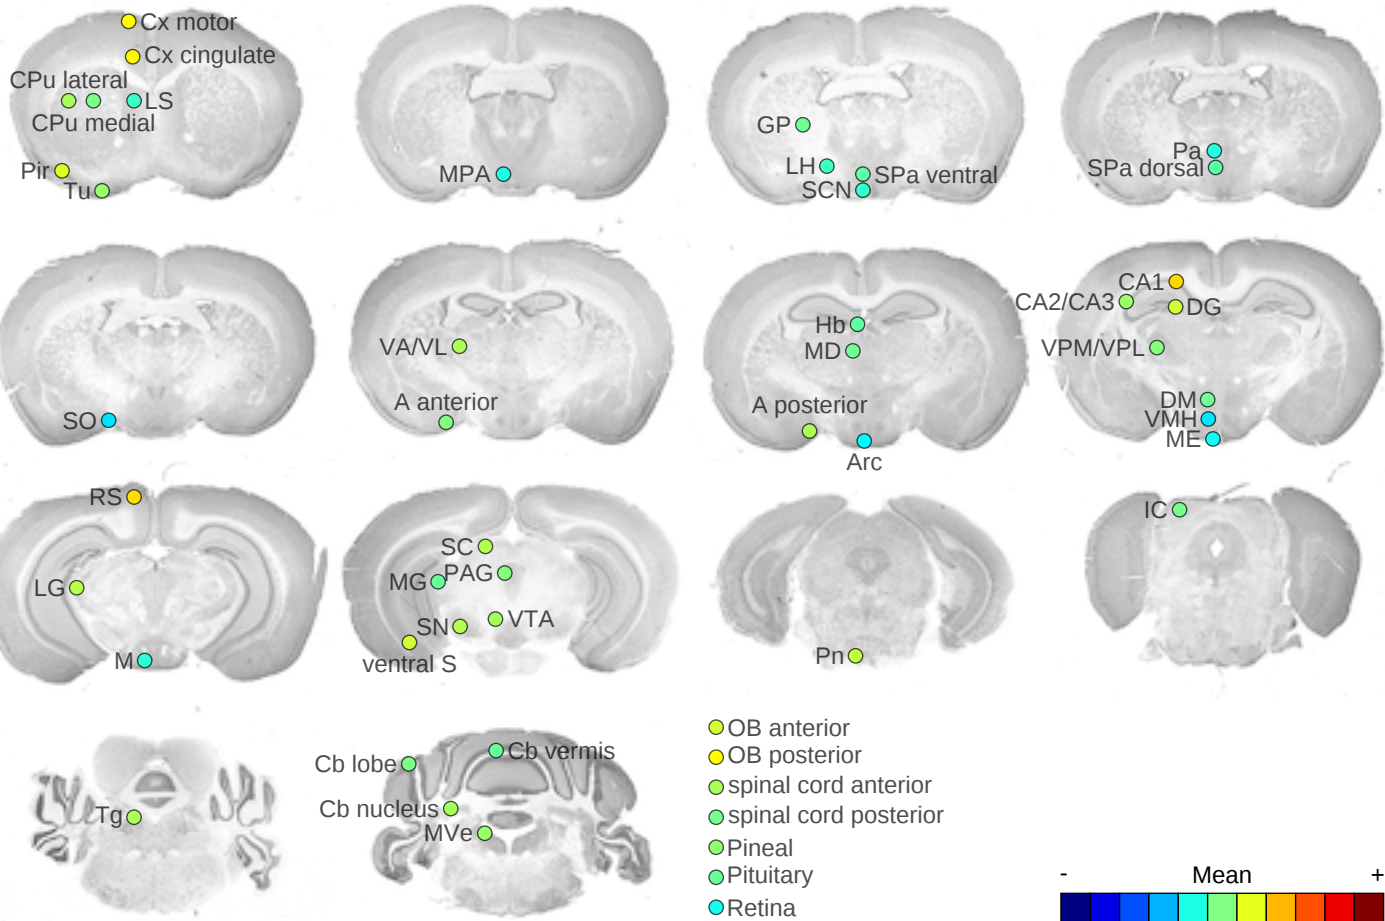 Cx motor
Cx cingulate
CPu lateral
LS
CPu medial
Pir
Tu
MPA
GP
LH
SPa ventral
SCN
Pa
SPa dorsal
SO
VA/VL
A anterior
Hb
MD
A posterior
Arc
CA1
CA2/CA3
DG
VPM/VPL
DM
VMH
ME
RS
LG
M
SC
PAG
MG
VTA
SN
ventral S
Pn
IC
Tg
Cb vermis
Cb lobe
Cb nucleus
MVe
OB anterior
OB posterior
spinal cord anterior
spinal cord posterior
Pineal
Pituitary
Retina
- Mean +